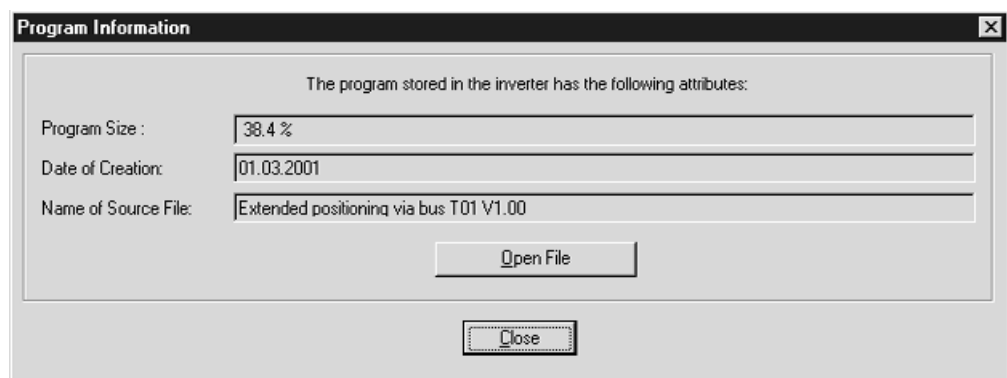 Program Information
The program stored in the inverter has the following attributes:
Program Size : 38.4 %
Date of Creation: 01.03.2001
Name of Source File: Extended positioning via bus T01 V1.00
Open File
Close